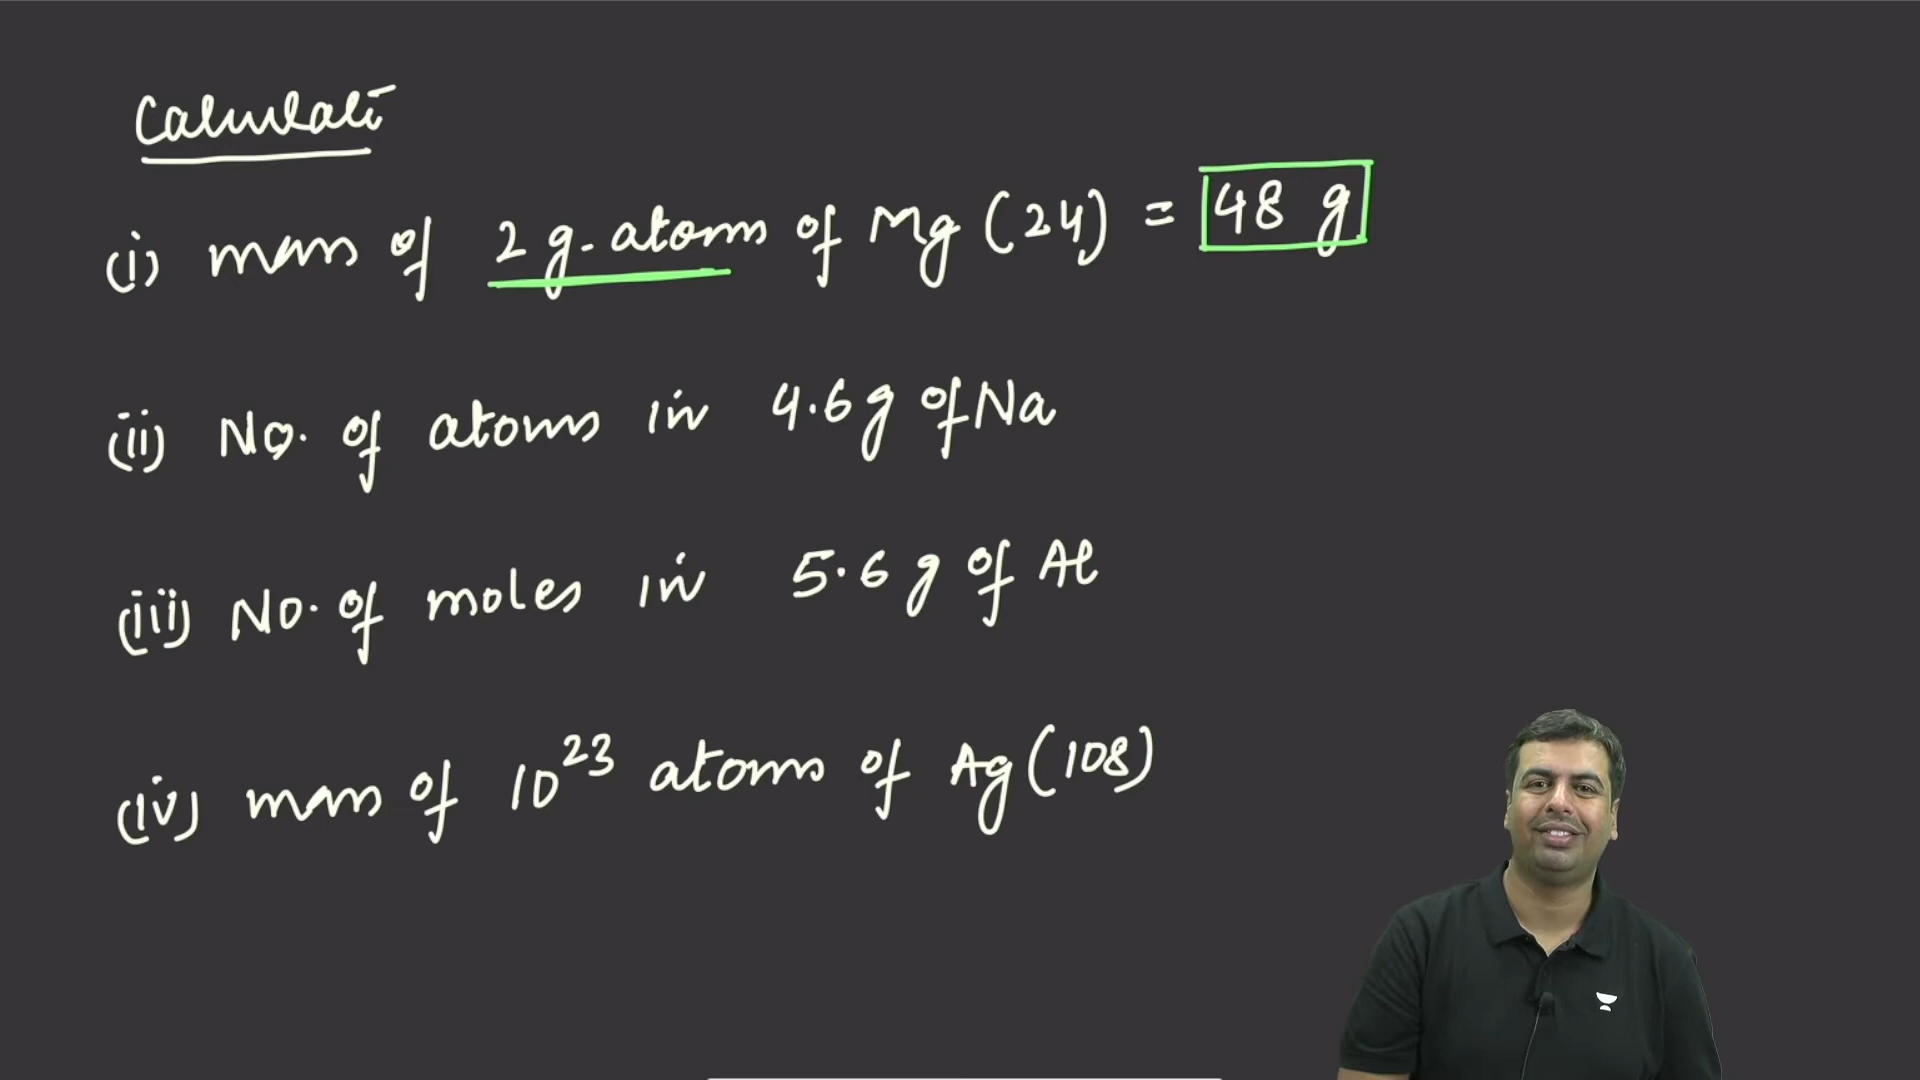 Calculate
(i) mass of 2 g-atoms of Mg (24) = 48 g
(ii) No. of atoms in 4.6 g of Na
(iii) No. of moles in 5.6 g of Al
(iv) mass of 10²³ atoms of Ag (108)